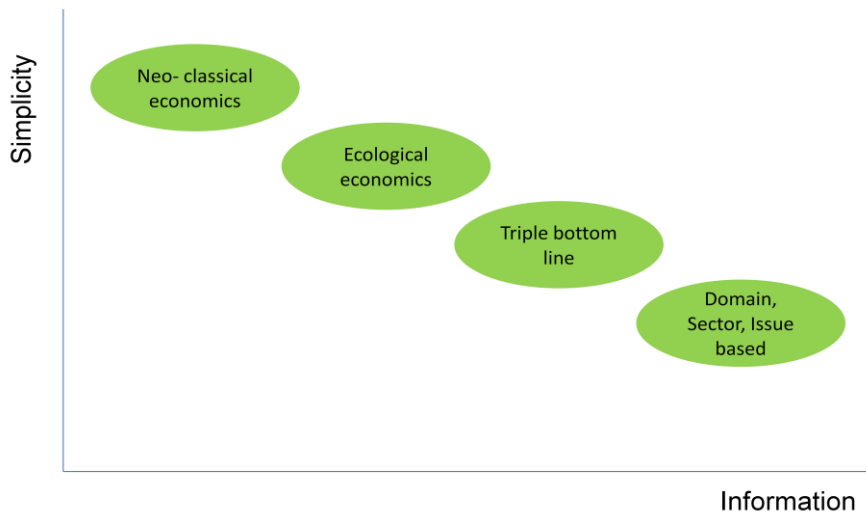 Simplicity
Neo- classical
economics
Ecological
economics
Triple bottom
line
Domain,
Sector, Issue
based
Information